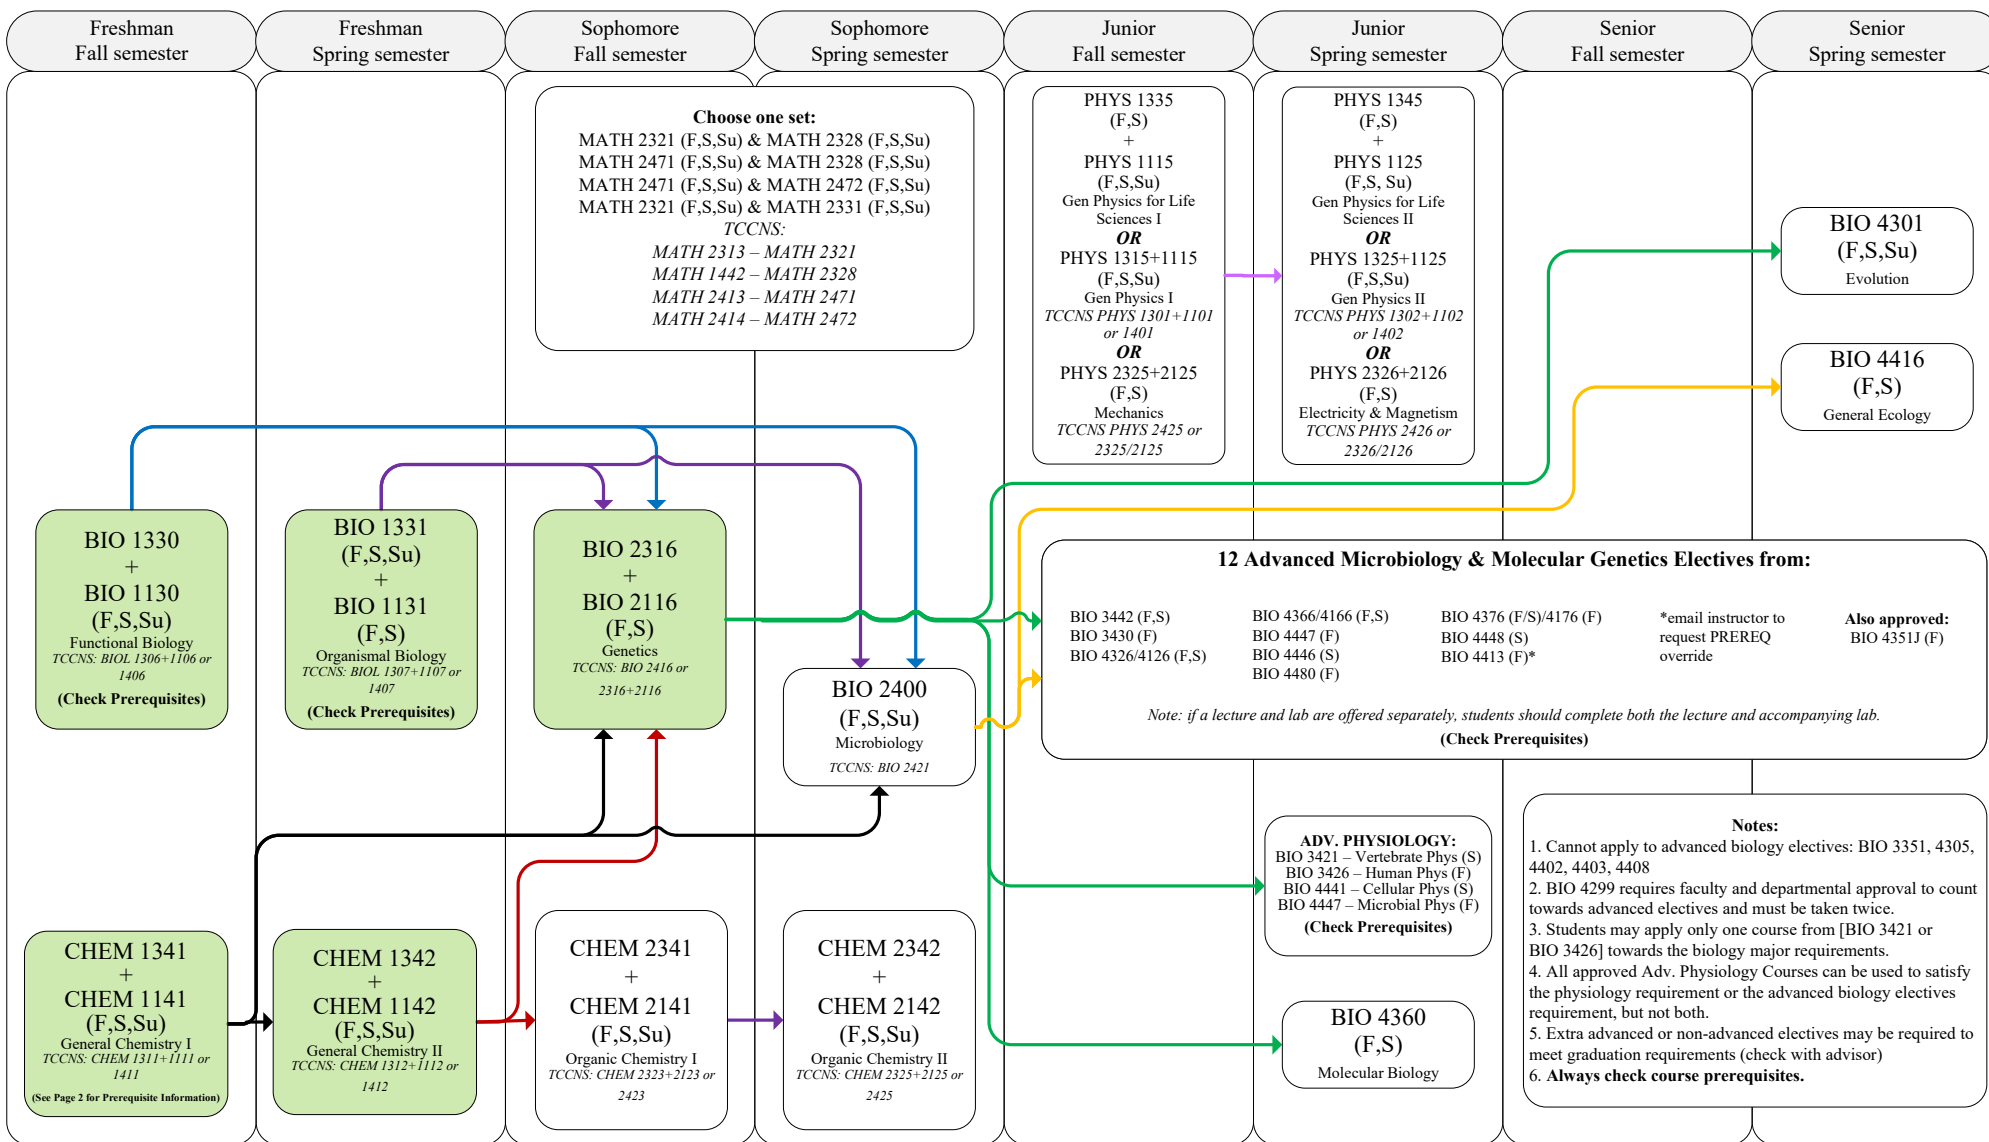 Freshman
Fall semester
Freshman
Spring semester
Sophomore
Fall semester
Sophomore
Spring semester
Junior
Fall semester
Junior
Spring semester
Senior
Fall semester
Senior
Spring semester
Choose one set:
MATH 2321 (F,S,Su) & MATH 2328 (F,S,Su)
MATH 2471 (F,S,Su) & MATH 2328 (F,S,Su)
MATH 2471 (F,S,Su) & MATH 2472 (F,S,Su)
MATH 2321 (F,S,Su) & MATH 2331 (F,S,Su)
TCCNS:
MATH 2313 – MATH 2321
MATH 1442 – MATH 2328
MATH 2413 – MATH 2471
MATH 2414 – MATH 2472
PHYS 1335
(F,S)
+
PHYS 1115
(F,S,Su)
Gen Physics for Life
Sciences I
OR
PHYS 1315+1115
(F,S,Su)
Gen Physics I
TCCNS PHYS 1301+1101
or 1401
OR
PHYS 2325+2125
(F,S)
Mechanics
TCCNS PHYS 2425 or
2325/2125
PHYS 1345
(F,S)
+
PHYS 1125
(F,S, Su)
Gen Physics for Life
Sciences II
OR
PHYS 1325+1125
(F,S,Su)
Gen Physics II
TCCNS PHYS 1302+1102
or 1402
OR
PHYS 2326+2126
(F,S)
Electricity & Magnetism
TCCNS PHYS 2426 or
2326/2126
BIO 4301
(F,S,Su)
Evolution
BIO 4416
(F,S)
General Ecology
BIO 1330
+
BIO 1130
(F,S,Su)
Functional Biology
TCCNS: BIOL 1306+1106 or
1406
(Check Prerequisites)
BIO 1331
(F,S,Su)
+
BIO 1131
(F,S)
Organismal Biology
TCCNS: BIOL 1307+1107 or
1407
(Check Prerequisites)
BIO 2316
+
BIO 2116
(F,S)
Genetics
TCCNS: BIO 2416 or
2316+2116
BIO 2400
(F,S,Su)
Microbiology
TCCNS: BIO 2421
12 Advanced Microbiology & Molecular Genetics Electives from:
BIO 3442 (F,S)
BIO 3430 (F)
BIO 4326/4126 (F,S)
BIO 4366/4166 (F,S)
BIO 4447 (F)
BIO 4446 (S)
BIO 4480 (F)
BIO 4376 (F/S)/4176 (F)
BIO 4448 (S)
BIO 4413 (F)*
*email instructor to
request PREREQ
override
Also approved:
BIO 4351J (F)
Note: if a lecture and lab are offered separately, students should complete both the lecture and accompanying lab.
(Check Prerequisites)
ADV. PHYSIOLOGY:
BIO 3421 – Vertebrate Phys (S)
BIO 3426 – Human Phys (F)
BIO 4441 – Cellular Phys (S)
BIO 4447 – Microbial Phys (F)
(Check Prerequisites)
Notes:
1. Cannot apply to advanced biology electives: BIO 3351, 4305,
4402, 4403, 4408
2. BIO 4299 requires faculty and departmental approval to count
towards advanced electives and must be taken twice.
3. Students may apply only one course from [BIO 3421 or
BIO 3426] towards the biology major requirements.
4. All approved Adv. Physiology Courses can be used to satisfy
the physiology requirement or the advanced biology electives
requirement, but not both.
5. Extra advanced or non-advanced electives may be required to
meet graduation requirements (check with advisor)
6. Always check course prerequisites.
CHEM 1341
+
CHEM 1141
(F,S,Su)
General Chemistry I
TCCNS: CHEM 1311+1111 or
1411
(See Page 2 for Prerequisite Information)
CHEM 1342
+
CHEM 1142
(F,S,Su)
General Chemistry II
TCCNS: CHEM 1312+1112 or
1412
CHEM 2341
+
CHEM 2141
(F,S,Su)
Organic Chemistry I
TCCNS: CHEM 2323+2123 or
2423
CHEM 2342
+
CHEM 2142
(F,S,Su)
Organic Chemistry II
TCCNS: CHEM 2325+2125 or
2425
BIO 4360
(F,S)
Molecular Biology